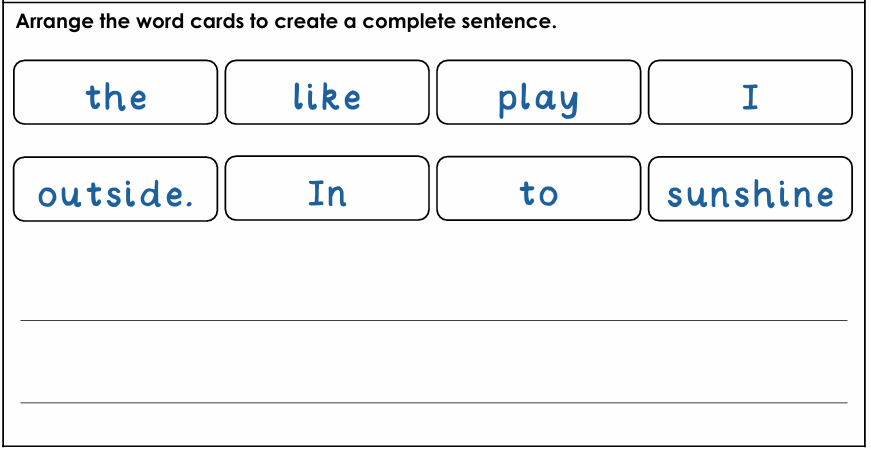 Arrange the word cards to create a complete sentence.
the like play I
outside. In to sunshine